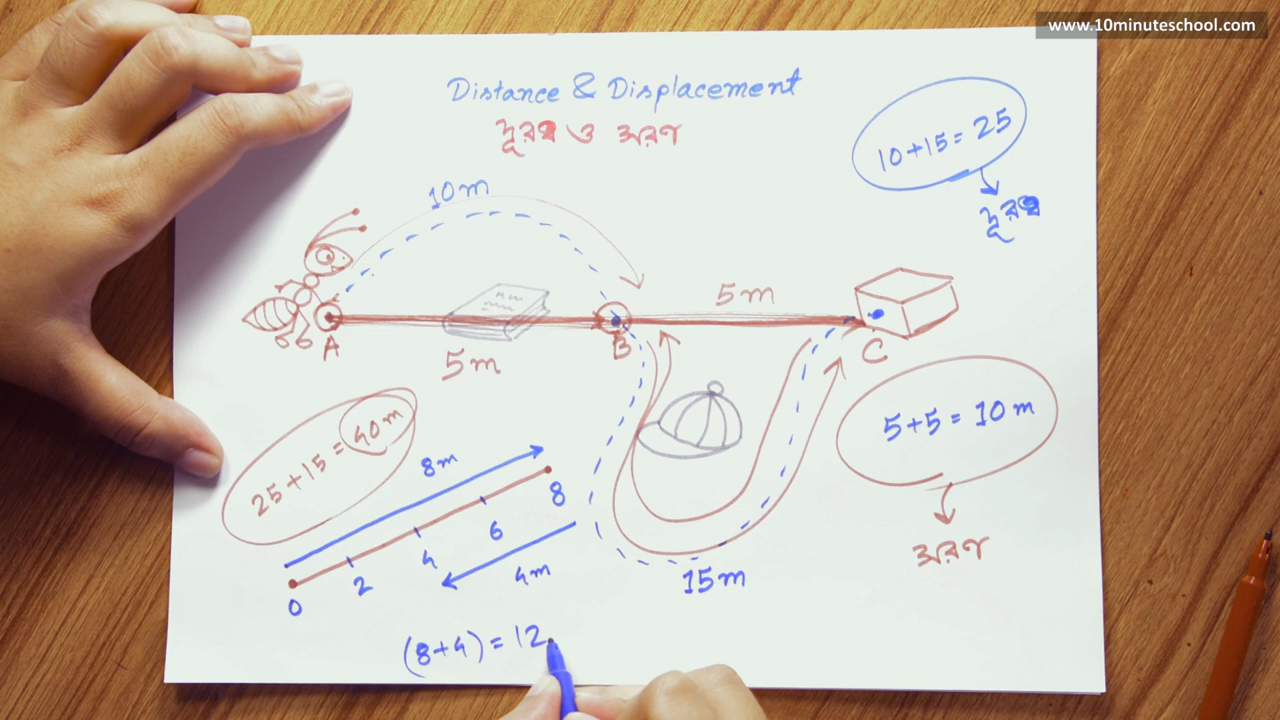 www.10minuteschool.com
Distance & Displacement
দূরত্ব ও সরণ
10+15=25
দূরত্ব
10m
5m
A
B
C
5m
5+5=10m
সরণ
25+15=40m
8m
0
2
4
6
8
4m
15m
(8+4)=12